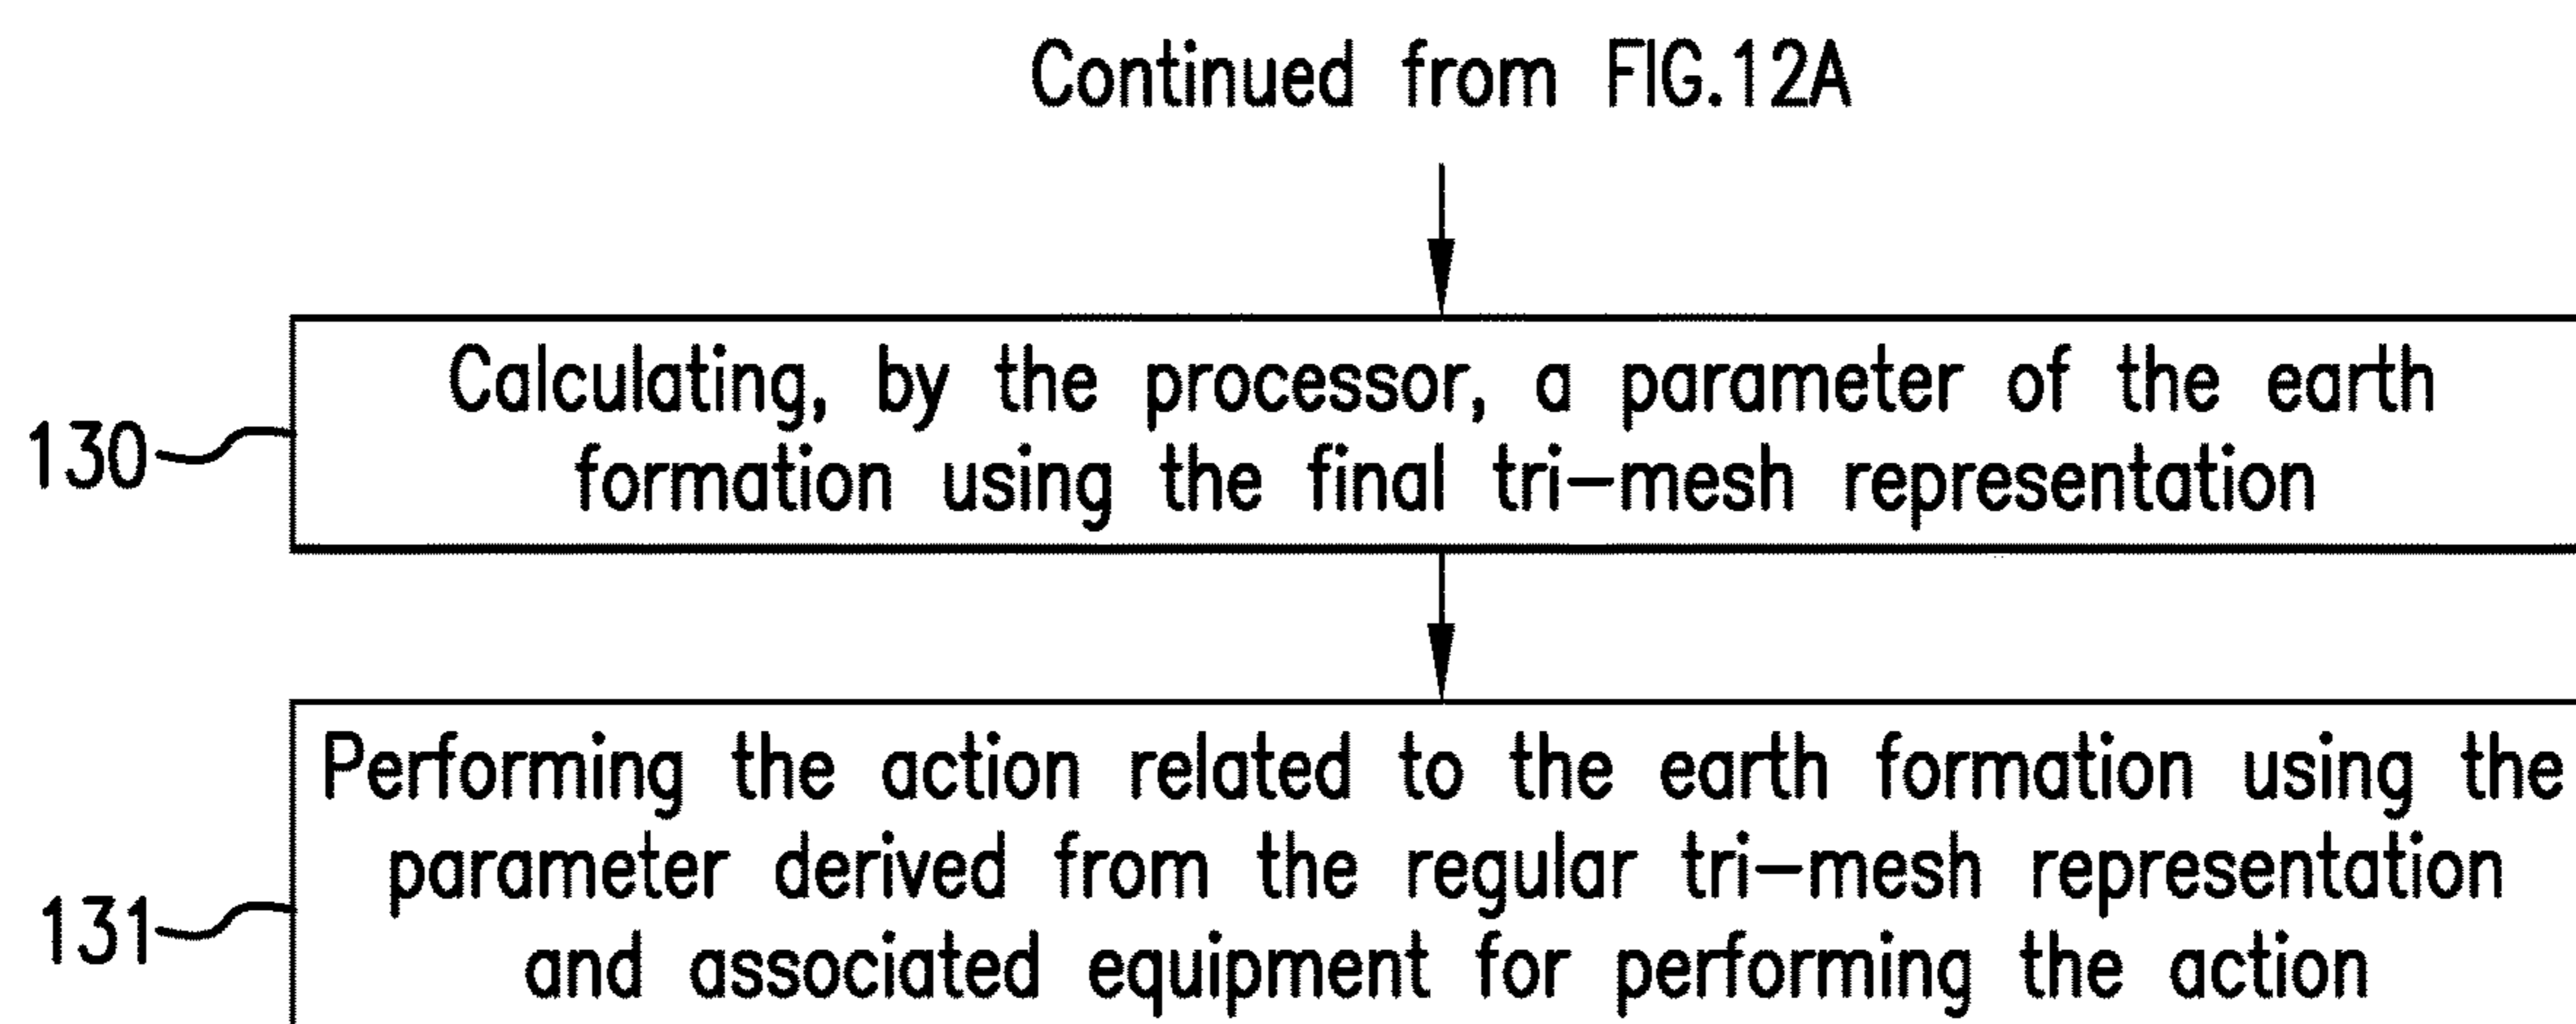 Continued from FIG.12A
Calculating, by the processor, a parameter of the earth
formation using the final tri-mesh representation
130
Performing the action related to the earth formation using the
parameter derived from the regular tri-mesh representation
and associated equipment for performing the action
131